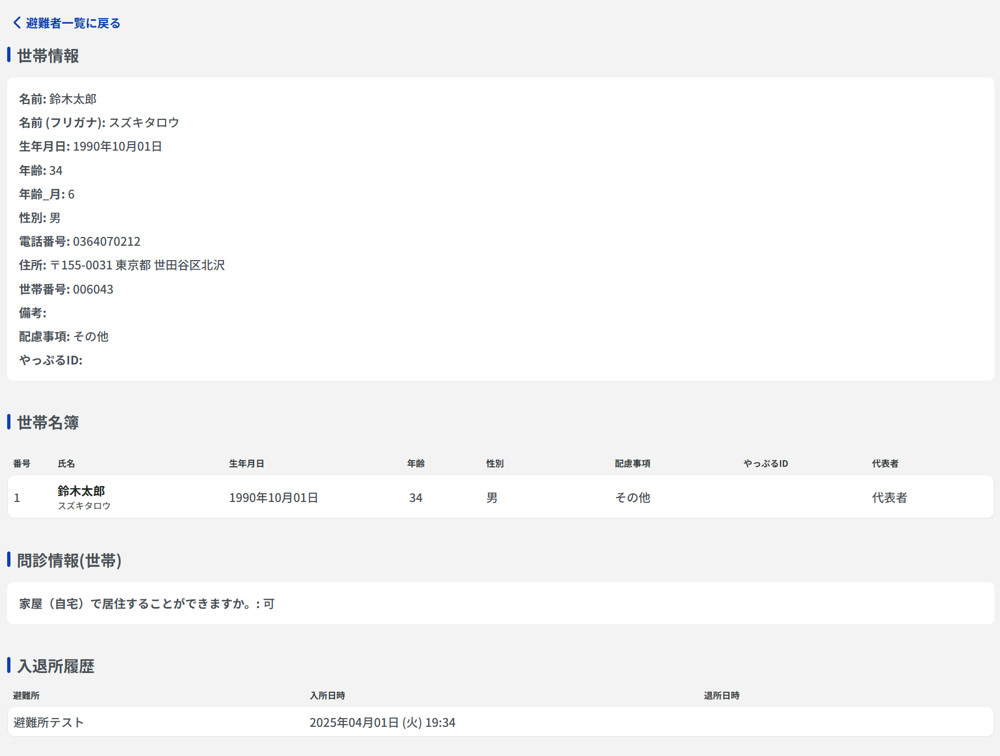 避難者一覧に戻る
世帯情報
名前: 鈴木太郎
名前 (フリガナ): スズキタロウ
生年月日: 1990年10月01日
年齢: 34
年齢_月: 6
性別: 男
電話番号: 0364070212
住所: 〒155-0031 東京都 世田谷区北沢
世帯番号: 006043
備考:
配慮事項: その他
やっぷるID:
世帯名簿
番号 氏名 生年月日 年齢 性別 配慮事項 やっぷるID 代表者
1 鈴木太郎 1990年10月01日 34 男 その他 代表者
スズキタロウ
問診情報(世帯)
家屋（自宅）で居住することができますか。: 可
入退所履歴
避難所 入所日時 退所日時
避難所テスト 2025年04月01日 (火) 19:34